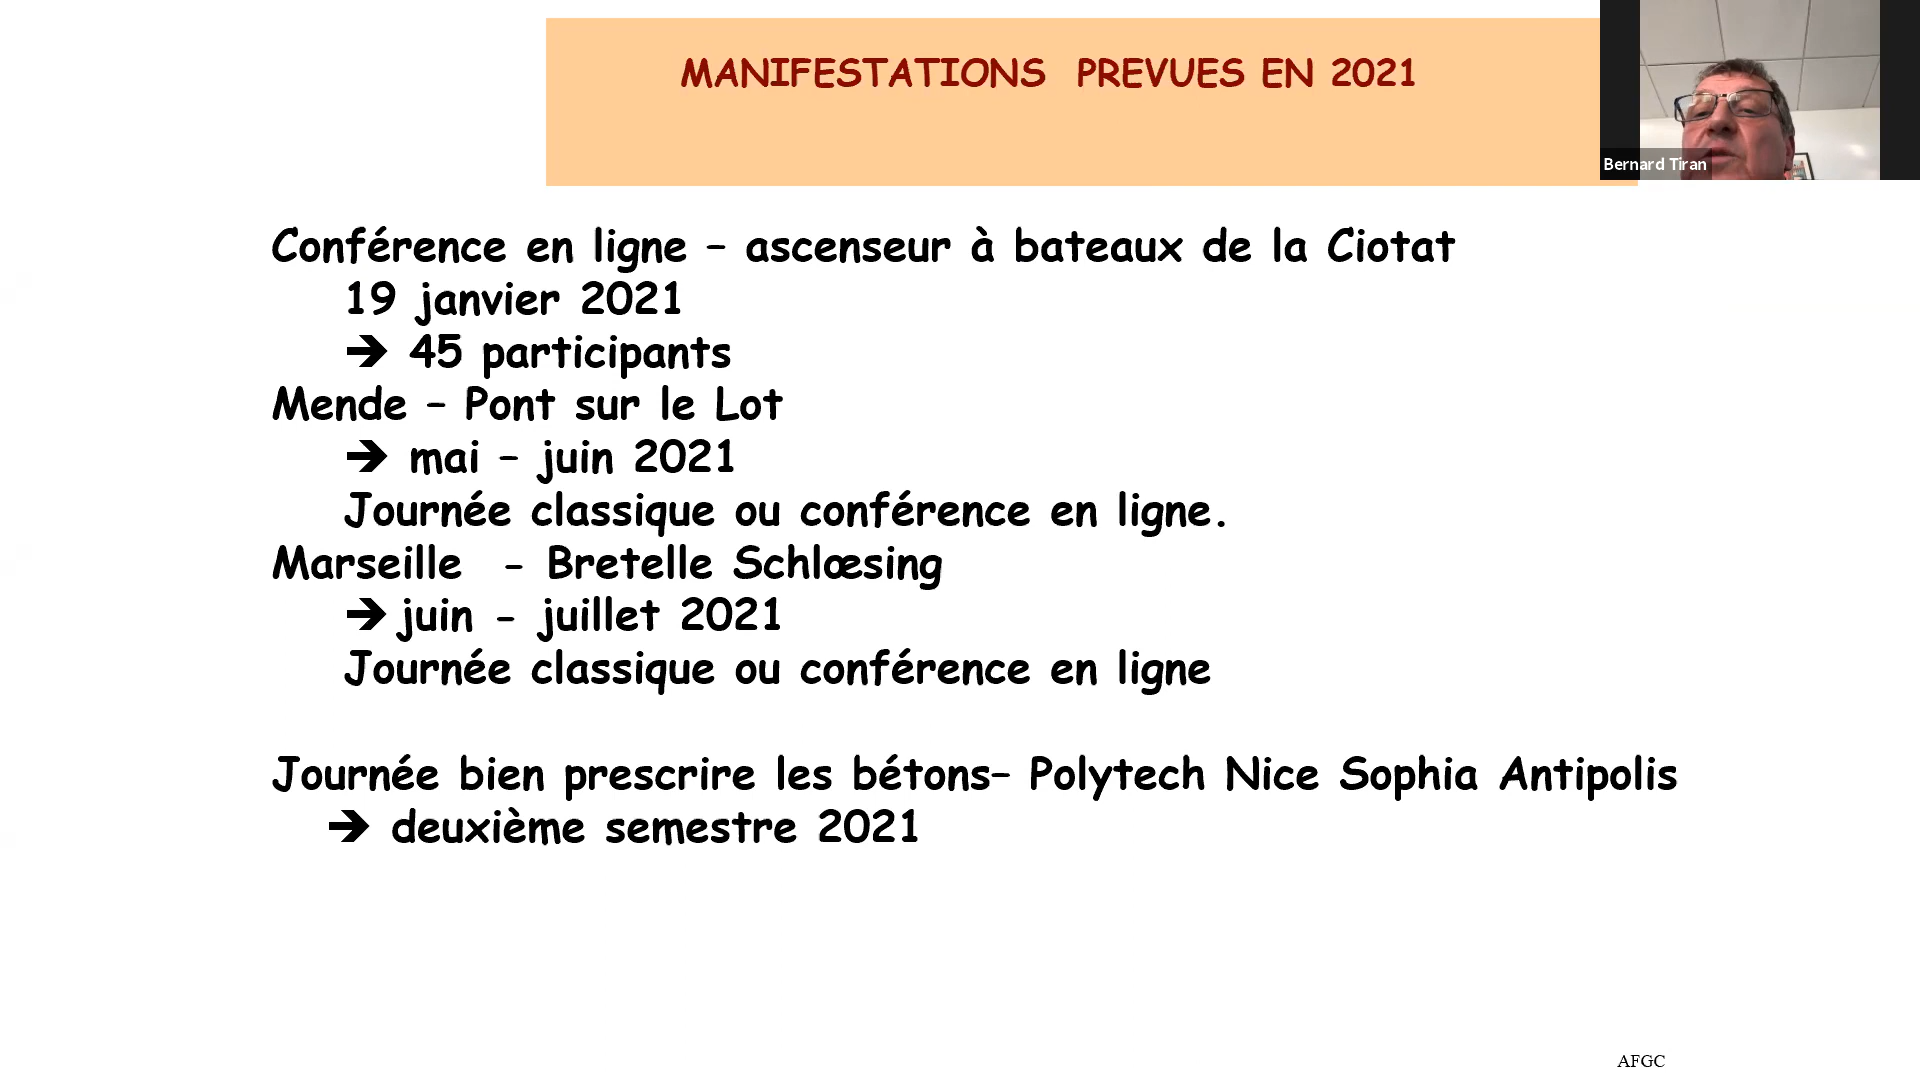 MANIFESTATIONS PREVUES EN 2021
Bernard Tiran
Conférence en ligne – ascenseur à bateaux de la Ciotat
19 janvier 2021
➔ 45 participants
Mende – Pont sur le Lot
➔ mai – juin 2021
Journée classique ou conférence en ligne.
Marseille - Bretelle Schlœsing
➔ juin - juillet 2021
Journée classique ou conférence en ligne
Journée bien prescrire les bétons– Polytech Nice Sophia Antipolis
➔ deuxième semestre 2021
AFGC